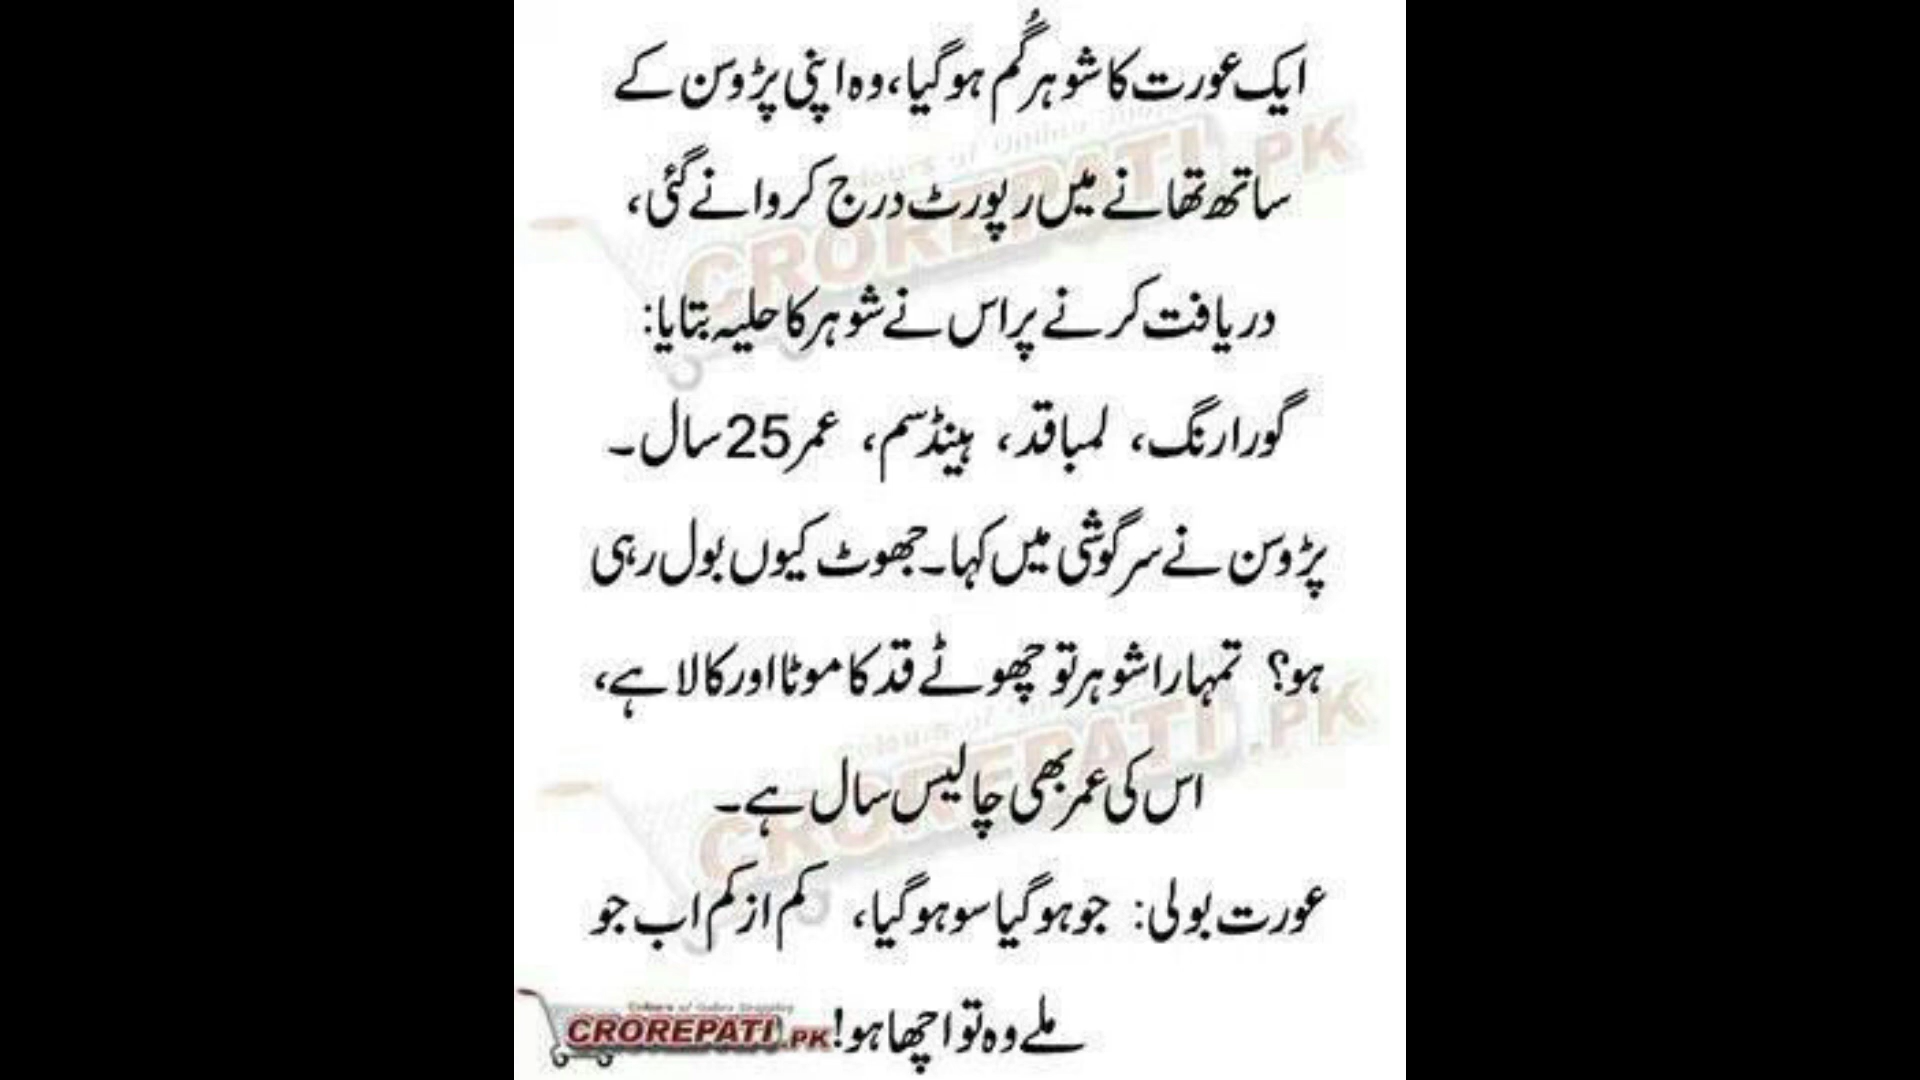 ایک عورت کا شوہر گُم ہو گیا، وہ اپنی پڑوسن کے
ساتھ تھانے میں رپورٹ درج کروانے گئی،
دریافت کرنے پر اس نے شوہر کا حلیہ بتایا:
گورا رنگ، لمبا قد، ہینڈسم، عمر 25 سال۔
پڑوسن نے سرگوشی میں کہا۔ جھوٹ کیوں بول رہی
ہو؟ تمہارا شوہر تو چھوٹے قد کا موٹا اور کالا ہے،
اس کی عمر بھی چالیس سال ہے۔
عورت بولی: جو ہو گیا سو ہو گیا، کم از کم اب جو
ملے وہ تو اچھا ہو!
CROREPATI.PK
CROREPATI.PK
CROREPATI.PK